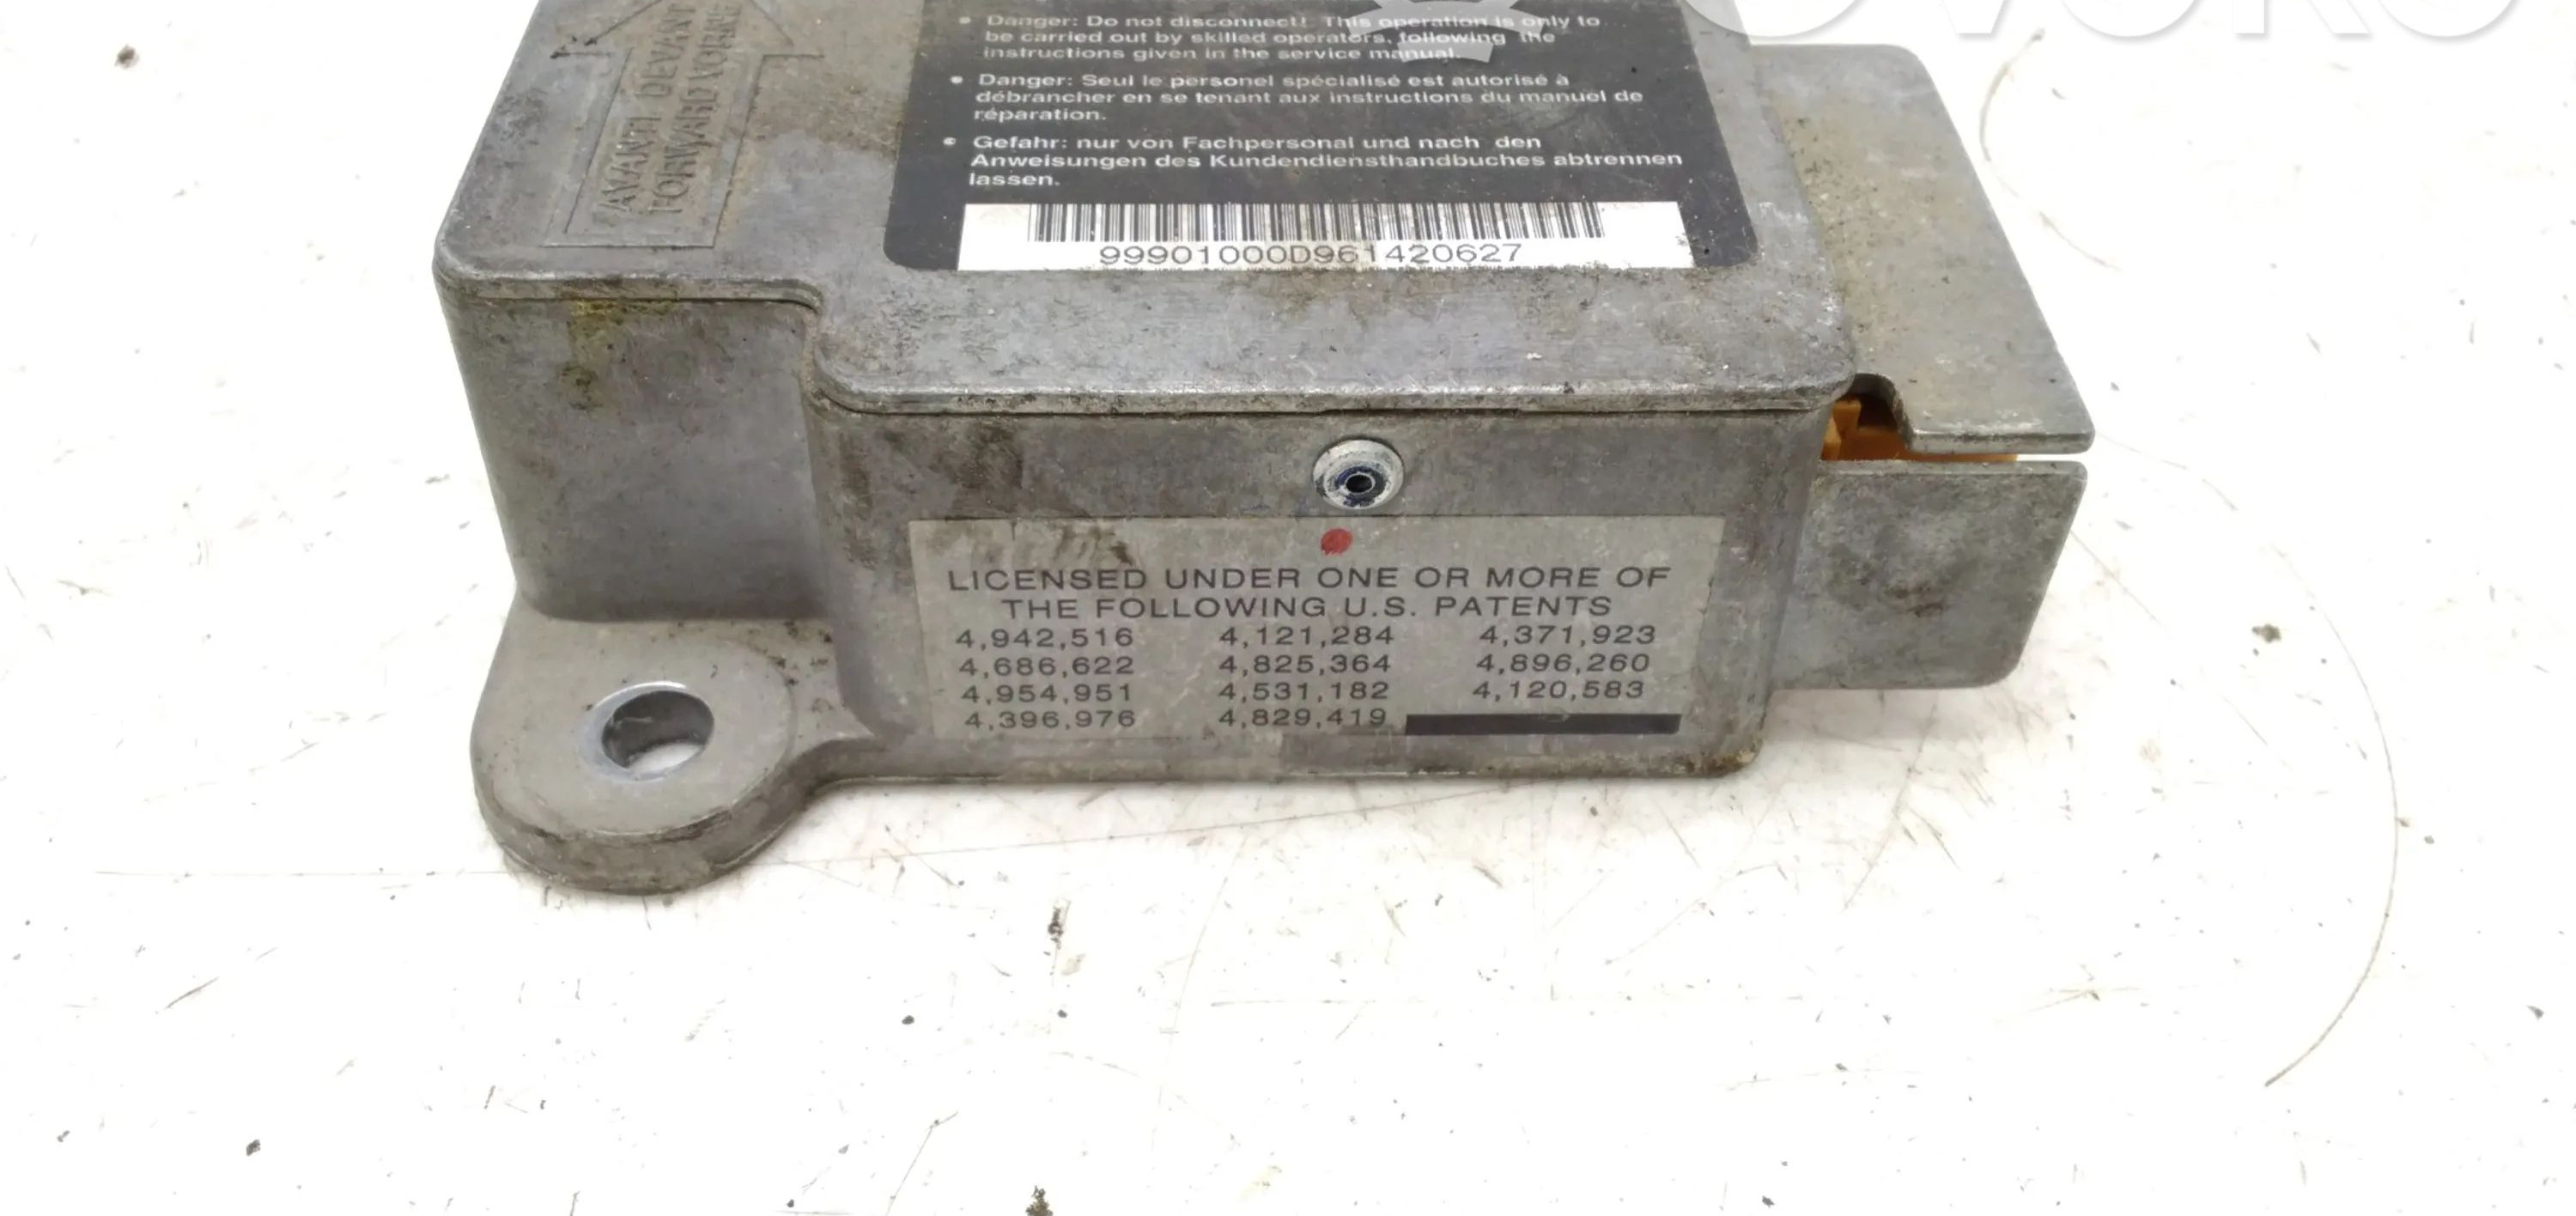 AVANTI DEVANT
FORWARD VORNE
• Danger: Do not disconnect! This operation is only to
be carried out by skilled operators, following the
instructions given in the service manual.
• Danger: Seul le personel spécialisé est autorisé à
débrancher en se tenant aux instructions du manuel de
réparation.
• Gefahr: nur von Fachpersonal und nach den
Anweisungen des Kundendiensthandbuches abtrennen
lassen.
99901000D961420627
LICENSED UNDER ONE OR MORE OF
THE FOLLOWING U.S. PATENTS
4,942,516 4,121,284 4,371,923
4,686,622 4,825,364 4,896,260
4,954,951 4,531,182 4,120,583
4,396,976 4,829,419